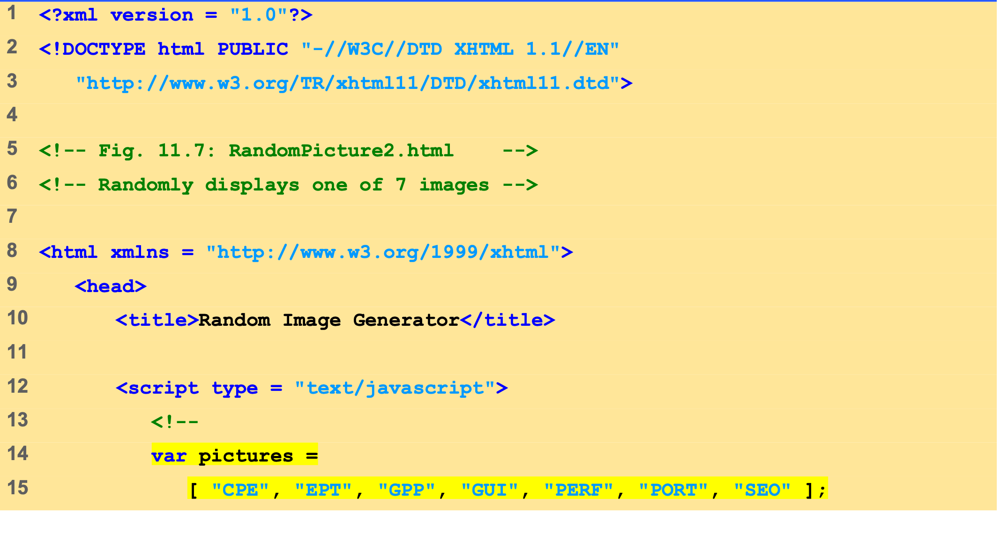 1 <?xml version = "1.0"?>
2 <!DOCTYPE html PUBLIC "-//W3C//DTD XHTML 1.1//EN"
3 "http://www.w3.org/TR/xhtml11/DTD/xhtml11.dtd">
4
5 <!-- Fig. 11.7: RandomPicture2.html    -->
6 <!-- Randomly displays one of 7 images -->
7
8 <html xmlns = "http://www.w3.org/1999/xhtml">
9 <head>
10 <title>Random Image Generator</title>
11
12 <script type = "text/javascript">
13 <!--
14 var pictures =
15 [ "CPE", "EPT", "GPP", "GUI", "PERF", "PORT", "SEO" ];